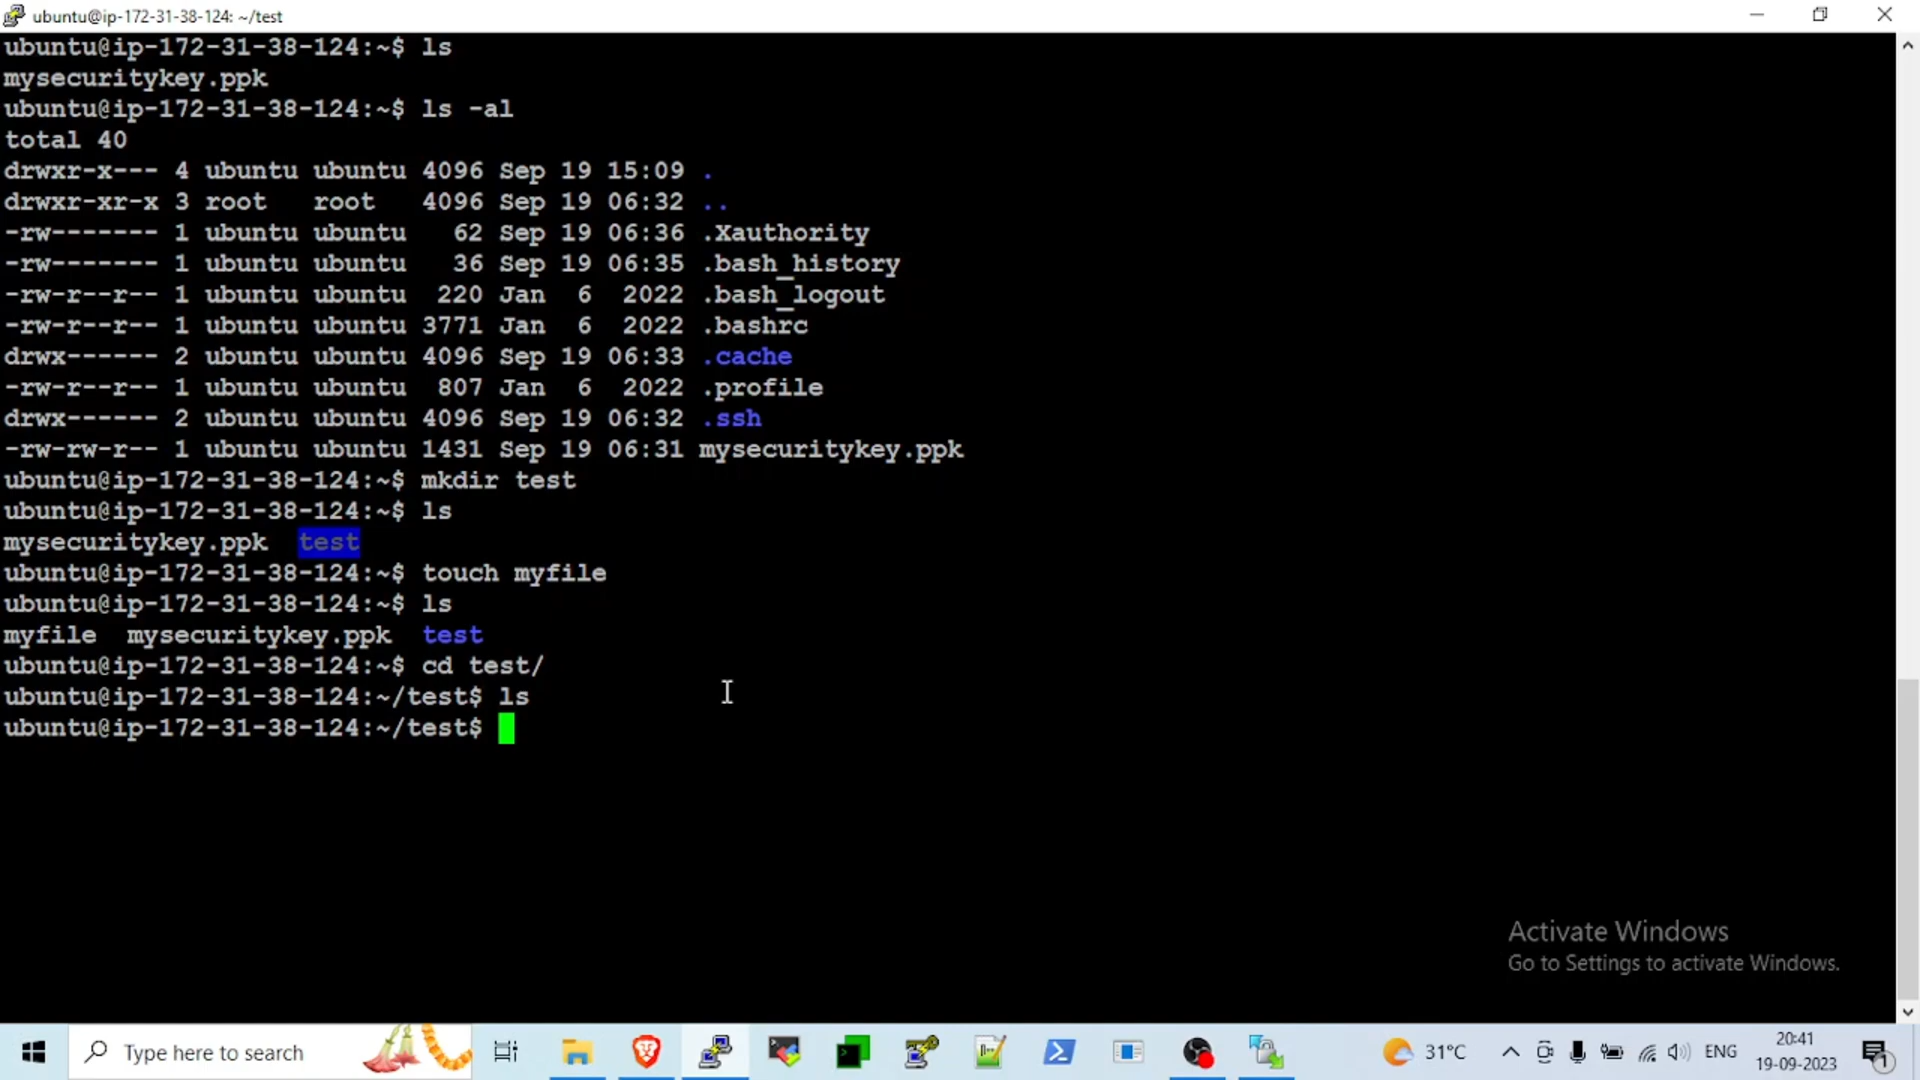 ubuntu@ip-172-31-38-124: ~/test
ubuntu@ip-172-31-38-124:~$ ls
mysecuritykey.ppk
ubuntu@ip-172-31-38-124:~$ ls -al
total 40
drwxr-x--- 4 ubuntu ubuntu 4096 Sep 19 15:09 .
drwxr-xr-x 3 root   root   4096 Sep 19 06:32 ..
-rw------- 1 ubuntu ubuntu   62 Sep 19 06:36 .Xauthority
-rw------- 1 ubuntu ubuntu   36 Sep 19 06:35 .bash_history
-rw-r--r-- 1 ubuntu ubuntu  220 Jan  6  2022 .bash_logout
-rw-r--r-- 1 ubuntu ubuntu 3771 Jan  6  2022 .bashrc
drwx------ 2 ubuntu ubuntu 4096 Sep 19 06:33 .cache
-rw-r--r-- 1 ubuntu ubuntu  807 Jan  6  2022 .profile
drwx------ 2 ubuntu ubuntu 4096 Sep 19 06:32 .ssh
-rw-rw-r-- 1 ubuntu ubuntu 1431 Sep 19 06:31 mysecuritykey.ppk
ubuntu@ip-172-31-38-124:~$ mkdir test
ubuntu@ip-172-31-38-124:~$ ls
mysecuritykey.ppk  test
ubuntu@ip-172-31-38-124:~$ touch myfile
ubuntu@ip-172-31-38-124:~$ ls
myfile  mysecuritykey.ppk  test
ubuntu@ip-172-31-38-124:~$ cd test/
ubuntu@ip-172-31-38-124:~/test$ ls
ubuntu@ip-172-31-38-124:~/test$
Activate Windows
Go to Settings to activate Windows.
Type here to search
31°C
ENG
20:41
19-09-2023
1